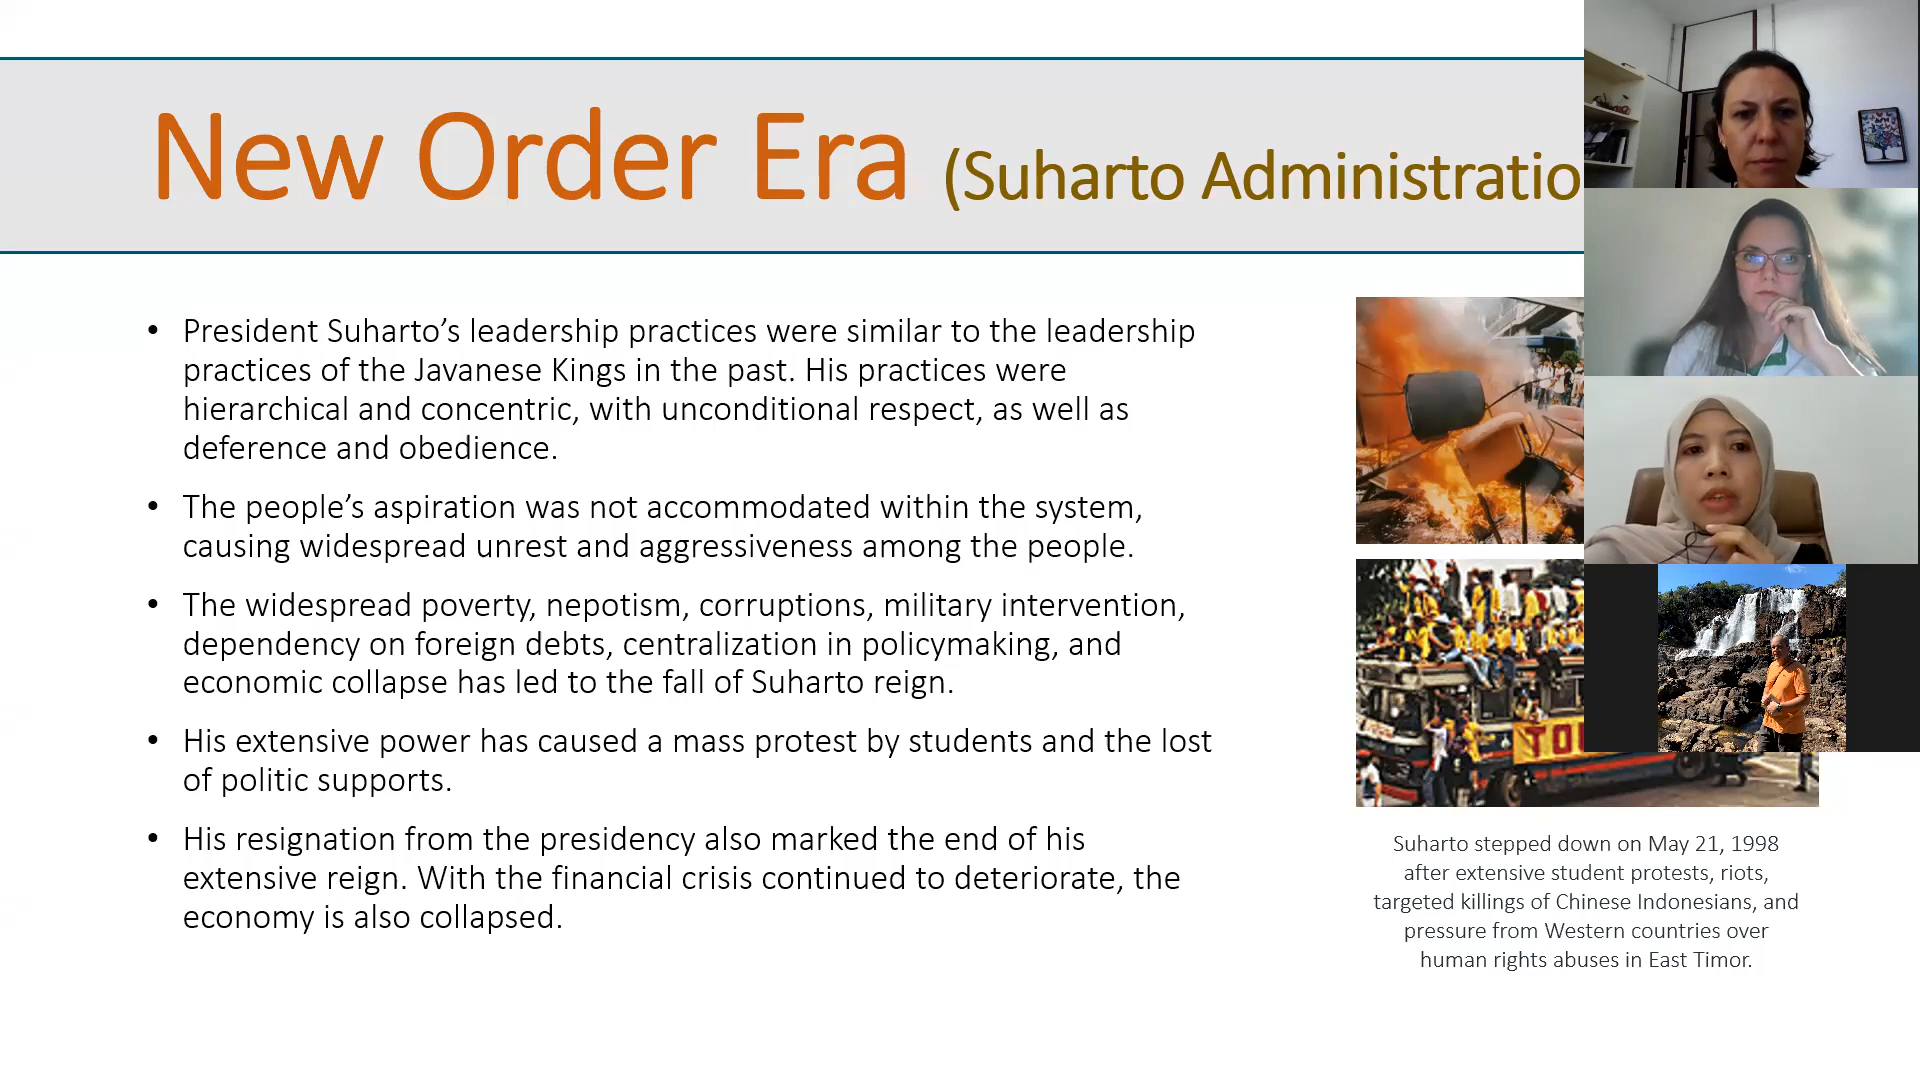 New Order Era (Suharto Administratio
• President Suharto’s leadership practices were similar to the leadership
practices of the Javanese Kings in the past. His practices were
hierarchical and concentric, with unconditional respect, as well as
deference and obedience.
• The people’s aspiration was not accommodated within the system,
causing widespread unrest and aggressiveness among the people.
• The widespread poverty, nepotism, corruptions, military intervention,
dependency on foreign debts, centralization in policymaking, and
economic collapse has led to the fall of Suharto reign.
• His extensive power has caused a mass protest by students and the lost
of politic supports.
• His resignation from the presidency also marked the end of his
extensive reign. With the financial crisis continued to deteriorate, the
economy is also collapsed.
Suharto stepped down on May 21, 1998
after extensive student protests, riots,
targeted killings of Chinese Indonesians, and
pressure from Western countries over
human rights abuses in East Timor.